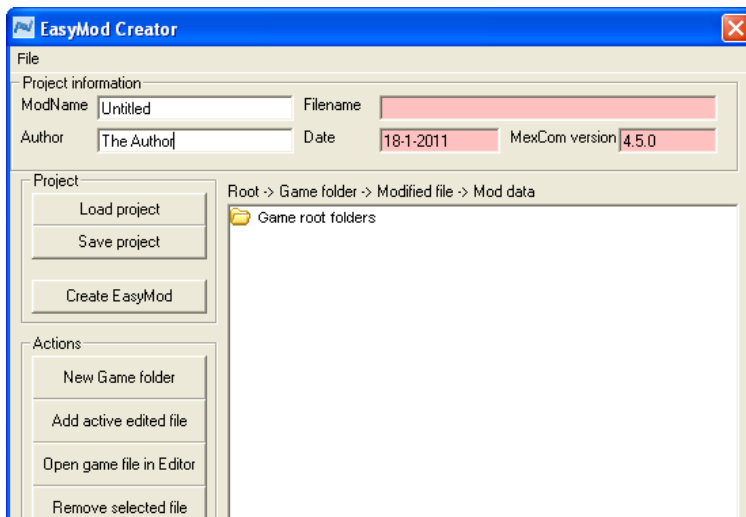 EasyMod Creator
File
Project information
ModName Untitled Filename
Author The Author Date 18-1-2011 MexCom version 4.5.0
Project
Load project
Save project
Create EasyMod
Root -> Game folder -> Modified file -> Mod data
Game root folders
Actions
New Game folder
Add active edited file
Open game file in Editor
Remove selected file